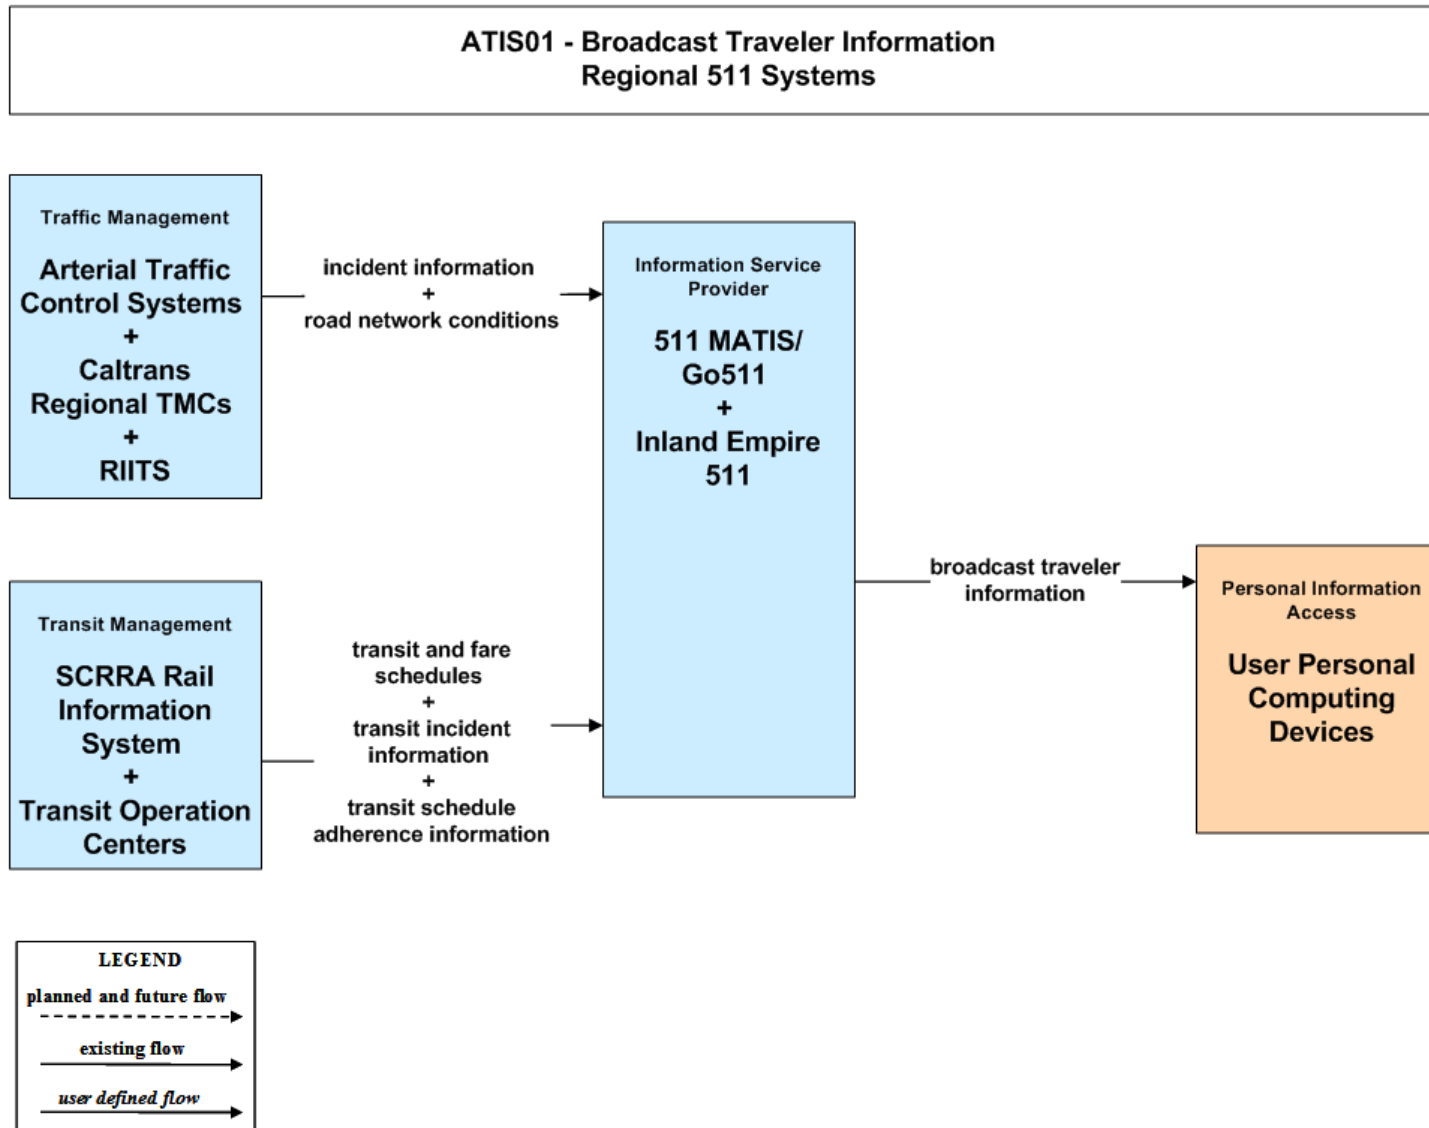 ATIS01 - Broadcast Traveler Information
Regional 511 Systems
Traffic Management
Arterial Traffic
Control Systems
+
Caltrans
Regional TMCs
+
RIITS
incident information
+
road network conditions
Information Service
Provider
511 MATIS/
Go511
+
Inland Empire
511
Transit Management
SCRRA Rail
Information
System
+
Transit Operation
Centers
transit and fare
schedules
+
transit incident
information
+
transit schedule
adherence information
broadcast traveler
information
Personal Information
Access
User Personal
Computing
Devices
LEGEND
planned and future flow
existing flow
user defined flow